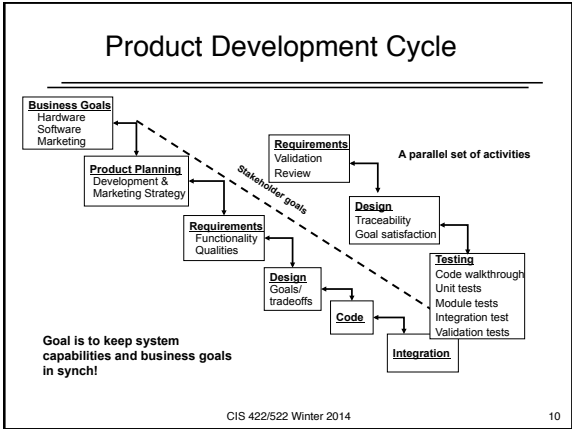 Product Development Cycle
Business Goals
Hardware
Software
Marketing
Product Planning
Development &
Marketing Strategy
Requirements
Functionality
Qualities
Design
Goals/
tradeoffs
Code
Integration
Stakeholder goals
Requirements
Validation
Review
A parallel set of activities
Design
Traceability
Goal satisfaction
Testing
Code walkthrough
Unit tests
Module tests
Integration test
Validation tests
Goal is to keep system
capabilities and business goals
in synch!
CIS 422/522 Winter 2014
10